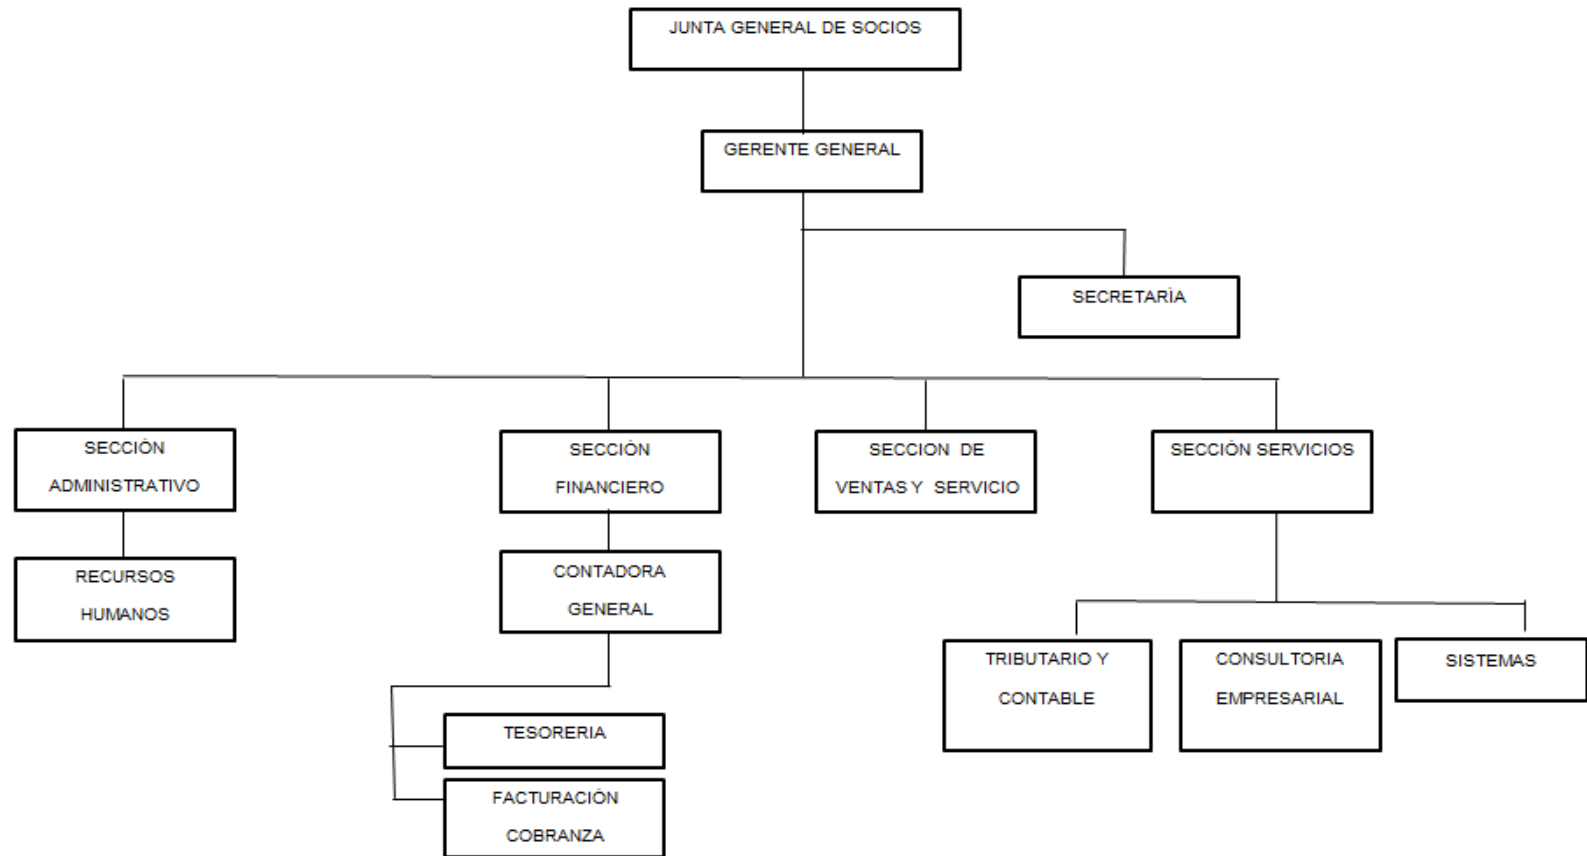 JUNTA GENERAL DE SOCIOS
GERENTE GENERAL
SECRETARÍA
SECCIÓN
ADMINISTRATIVO
SECCIÓN
FINANCIERO
SECCION DE
VENTAS Y SERVICIO
SECCIÓN SERVICIOS
RECURSOS
HUMANOS
CONTADORA
GENERAL
TRIBUTARIO Y
CONTABLE
CONSULTORIA
EMPRESARIAL
SISTEMAS
TESORERIA
FACTURACIÓN
COBRANZA